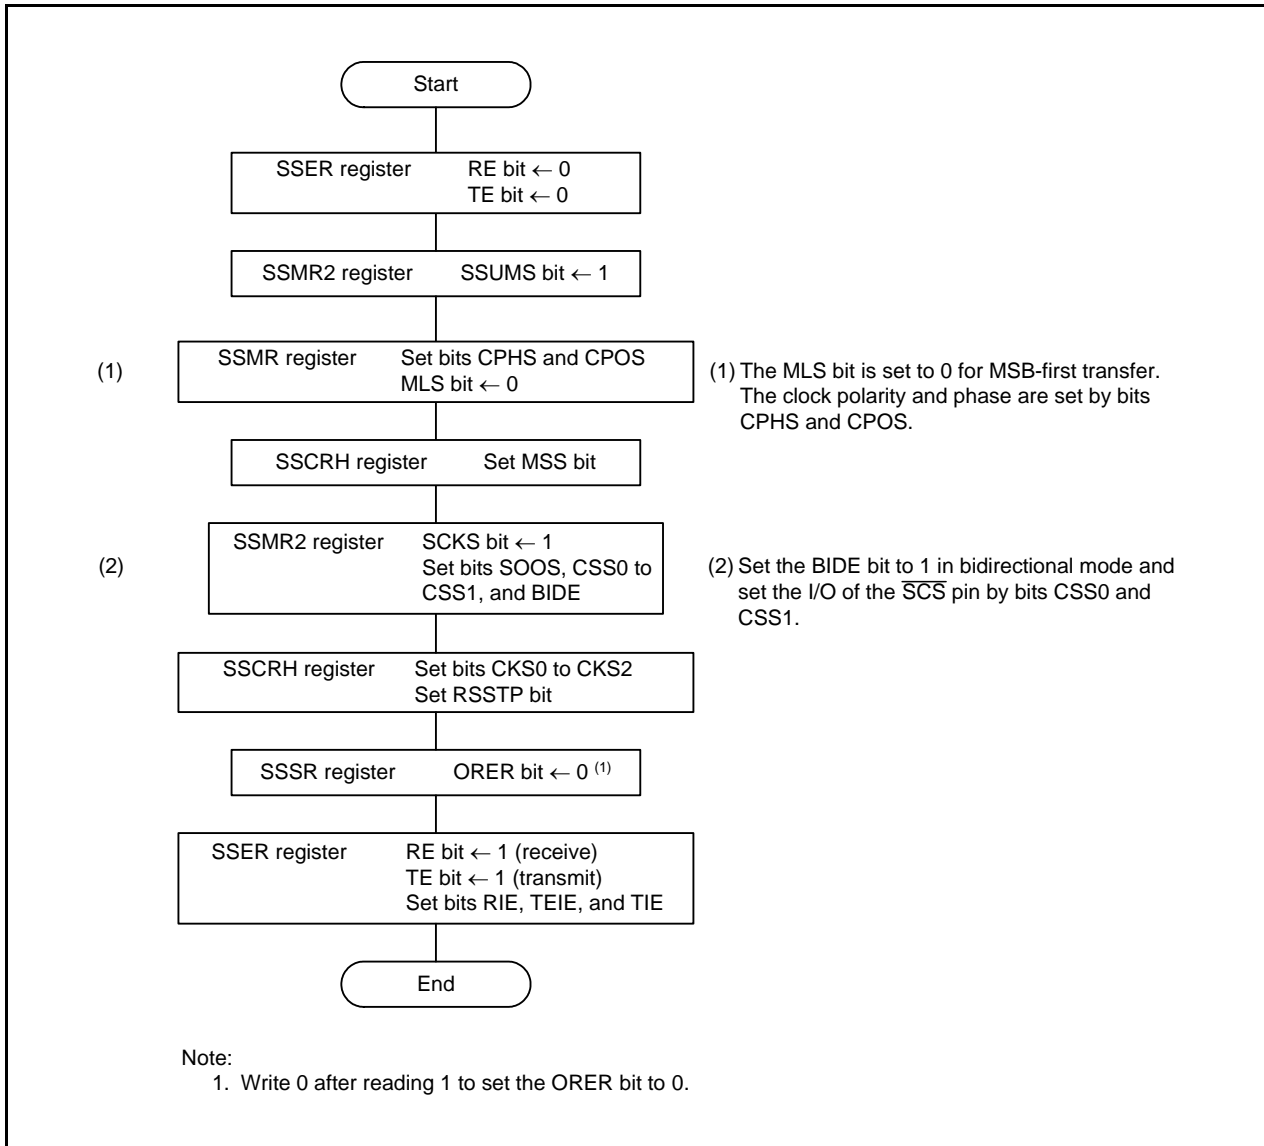 Start
SSER register RE bit ← 0
TE bit ← 0
SSMR2 register SSUMS bit ← 1
(1) SSMR register Set bits CPHS and CPOS
MLS bit ← 0
(1) The MLS bit is set to 0 for MSB-first transfer.
The clock polarity and phase are set by bits
CPHS and CPOS.
SSCRH register Set MSS bit
(2) SSMR2 register SCKS bit ← 1
Set bits SOOS, CSS0 to
CSS1, and BIDE
(2) Set the BIDE bit to 1 in bidirectional mode and
set the I/O of the S̅C̅S̅ pin by bits CSS0 and
CSS1.
SSCRH register Set bits CKS0 to CKS2
Set RSSTP bit
SSSR register ORER bit ← 0 (1)
SSER register RE bit ← 1 (receive)
TE bit ← 1 (transmit)
Set bits RIE, TEIE, and TIE
End
Note:
1. Write 0 after reading 1 to set the ORER bit to 0.